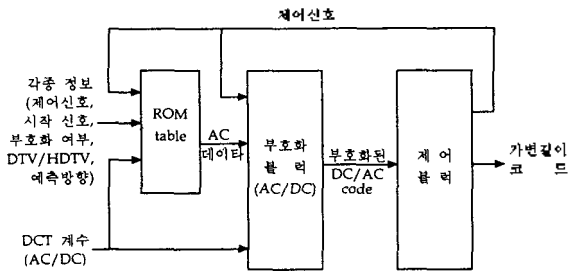 제어신호
각종 정보
(제어신호,
시작 신호,
부호화 여부,
DTV/HDTV,
예측방향)
ROM
table
AC
데이타
부호화
블럭
(AC/DC)
부호화된
DC/AC
code
제어
블럭
가변길이
코드
DCT 계수
(AC/DC)